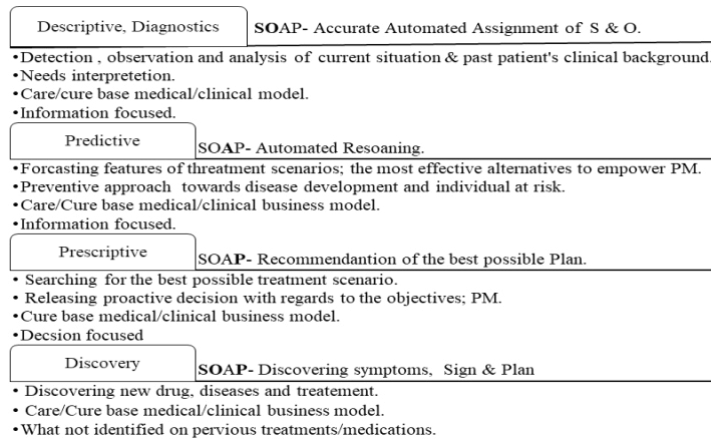 Descriptive, Diagnostics
SOAP- Accurate Automated Assignment of S & O.
•Detection , observation and analysis of current situation & past patient's clinical background.
•Needs interpretetion.
•Care/cure base medical/clinical model.
•Information focused.
Predictive
SOAP- Automated Resoaning.
•Forcasting features of threatment scenarios; the most effective alternatives to empower PM.
•Preventive approach towards disease development and individual at risk.
•Care/Cure base medical/clinical business model.
•Information focused.
Prescriptive
SOAP- Recommendantion of the best possible Plan.
• Searching for the best possible treatment scenario.
• Releasing proactive decision with regards to the objectives; PM.
•Cure base medical/clinical business model.
•Decsion focused
Discovery
SOAP- Discovering symptoms, Sign & Plan
• Discovering new drug, diseases and treatement.
• Care/Cure base medical/clinical business model.
•What not identified on pervious treatments/medications.